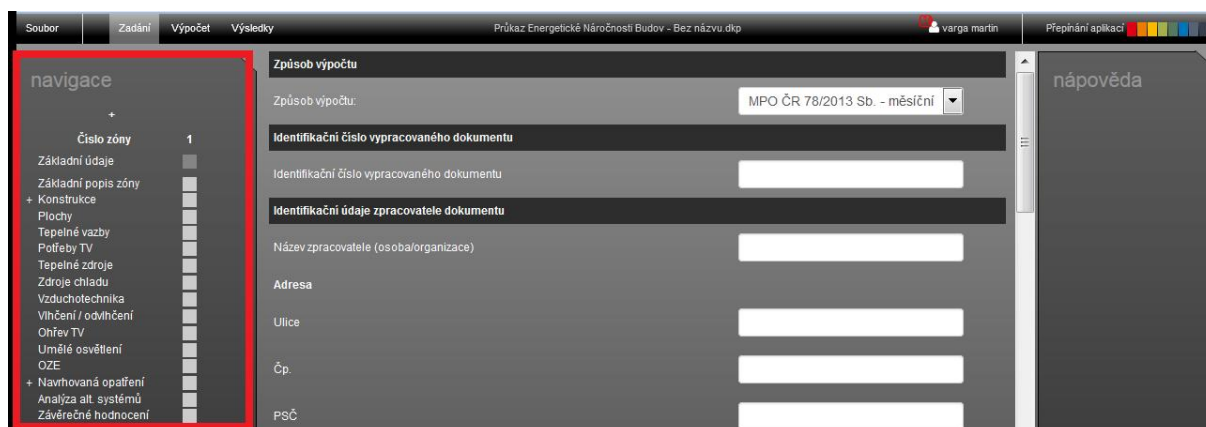 Soubor Zadání Výpočet Výsledky Průkaz Energetické Náročnosti Budov - Bez názvu.dkp varga martin Přepínání aplikací
navigace
+
Číslo zóny 1
Základní údaje
Základní popis zóny
+ Konstrukce
Plochy
Tepelné vazby
Potřeby TV
Tepelné zdroje
Zdroje chladu
Vzduchotechnika
Vlhčení / odvlhčení
Ohřev TV
Umělé osvětlení
OZE
+ Navrhovaná opatření
Analýza alt. systémů
Závěrečné hodnocení
Způsob výpočtu
Způsob výpočtu: MPO ČR 78/2013 Sb. - měsíční
Identifikační číslo vypracovaného dokumentu
Identifikační číslo vypracovaného dokumentu
Identifikační údaje zpracovatele dokumentu
Název zpracovatele (osoba/organizace)
Adresa
Ulice
Čp.
PSČ
nápověda